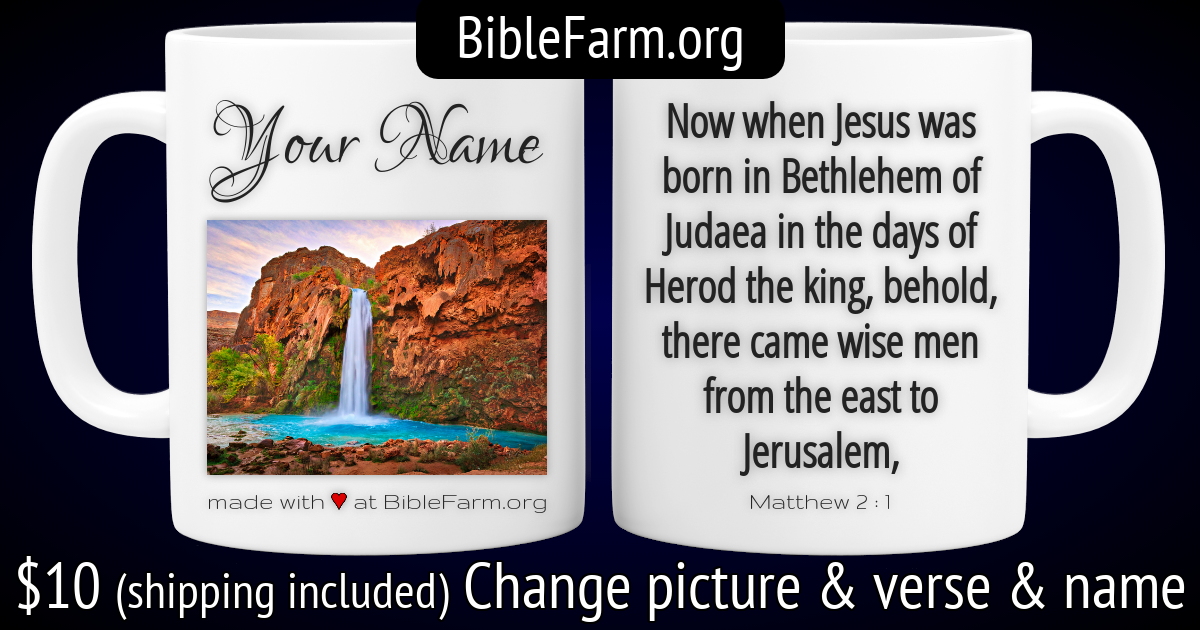 BibleFarm.org
Your Name
made with ♥ at BibleFarm.org
Now when Jesus was
born in Bethlehem of
Judaea in the days of
Herod the king, behold,
there came wise men
from the east to
Jerusalem,
Matthew 2 : 1
$10 (shipping included) Change picture & verse & name